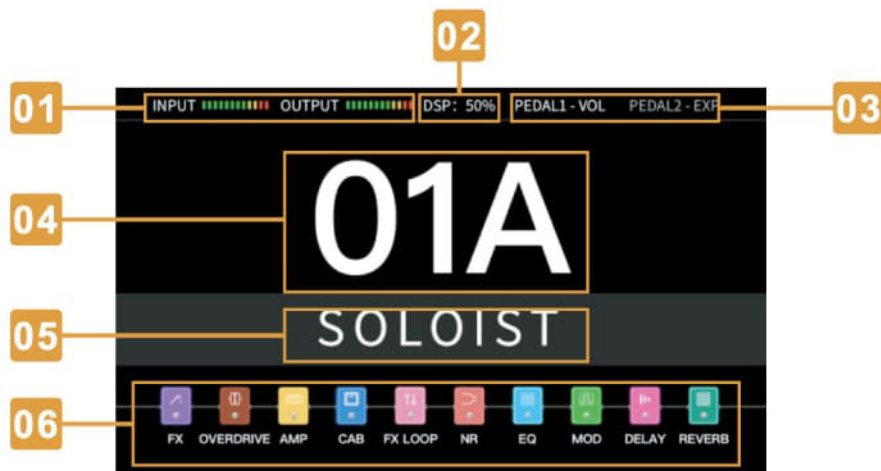 02
01
INPUT OUTPUT DSP: 50% PEDAL1 - VOL PEDAL2 - EXP
03
04
01A
05
SOLOIST
06
FX OVERDRIVE AMP CAB FX LOOP NR EQ MOD DELAY REVERB